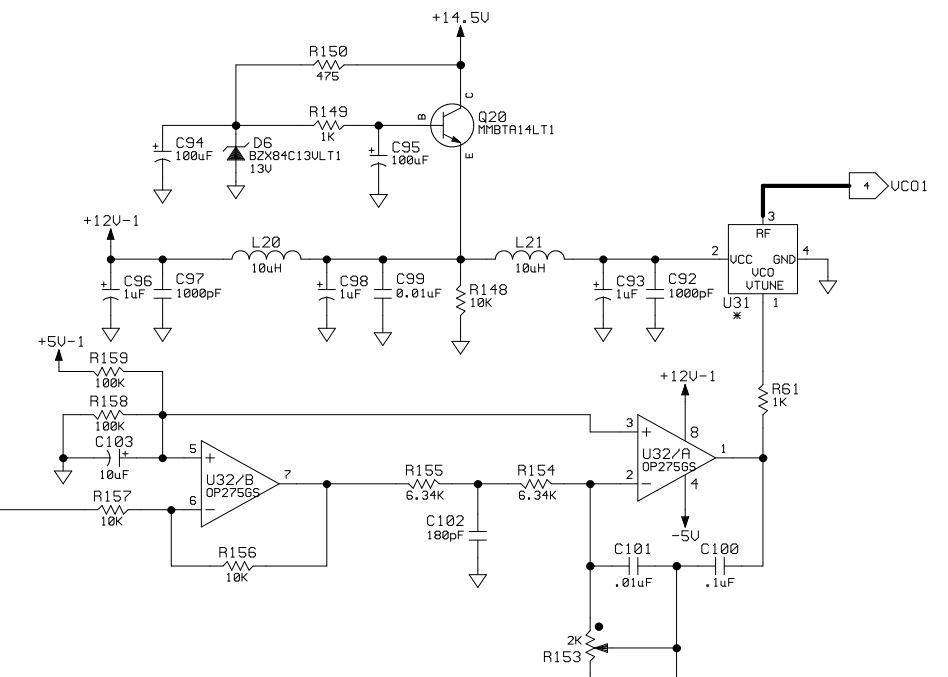 +14.5V
R150
475
C
R149
1K
B
Q20
MMBTA14LT1
E
C94
100uF
+
D6
BZX84C13VLT1
13V
C95
100uF
+
4
VCO1
3
RF
+12V-1
L20
10uH
L21
10uH
2
VCC
GND
4
VCO
VTUNE
U31
*
1
C96
1uF
+
C97
1000pF
C98
1uF
+
C99
0.01uF
R148
10K
C93
1uF
+
C92
1000pF
+5V-1
R159
100K
R158
100K
C103
+
10uF
+12V-1
R61
1K
3
+
8
U32/A
OP275GS
1
2
-
4
-5V
5
+
U32/B
OP275GS
7
6
-
R157
10K
R156
10K
R155
6.34K
R154
6.34K
C102
180pF
C101
.01uF
C100
.1uF
2K
R153